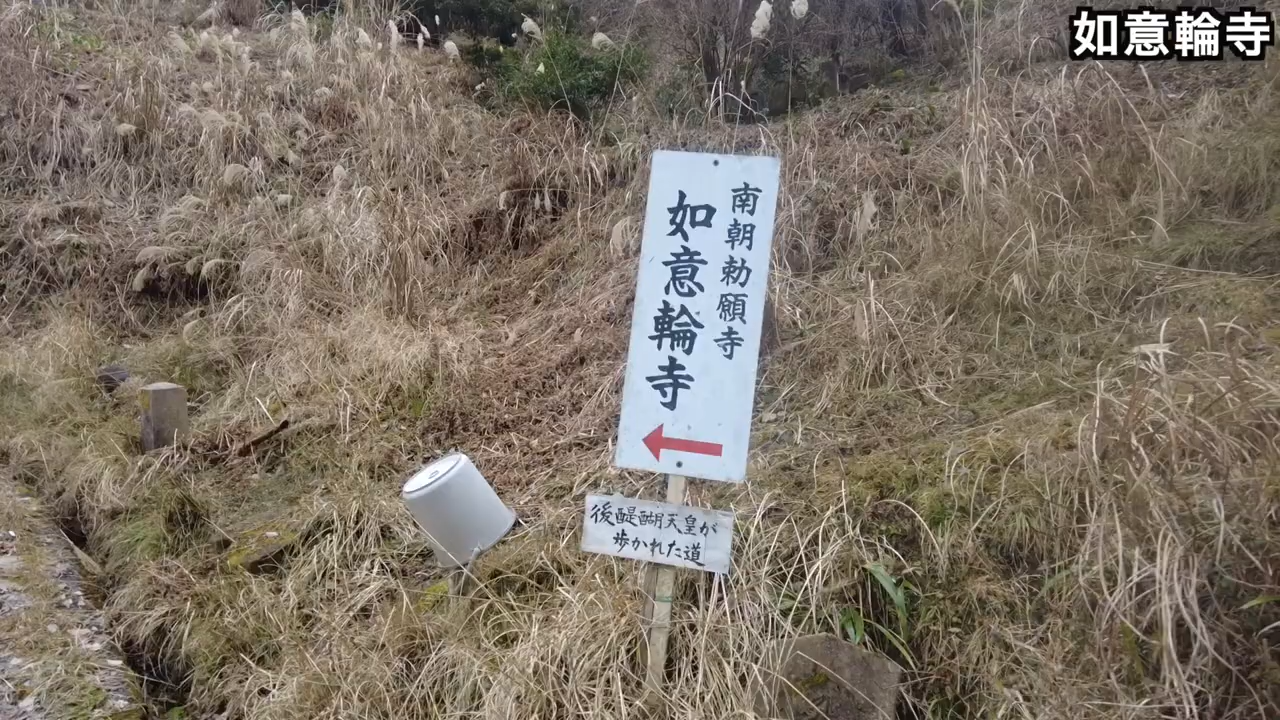 如意輪寺
南朝勅願寺
如意輪寺
後醍醐天皇が
歩かれた道